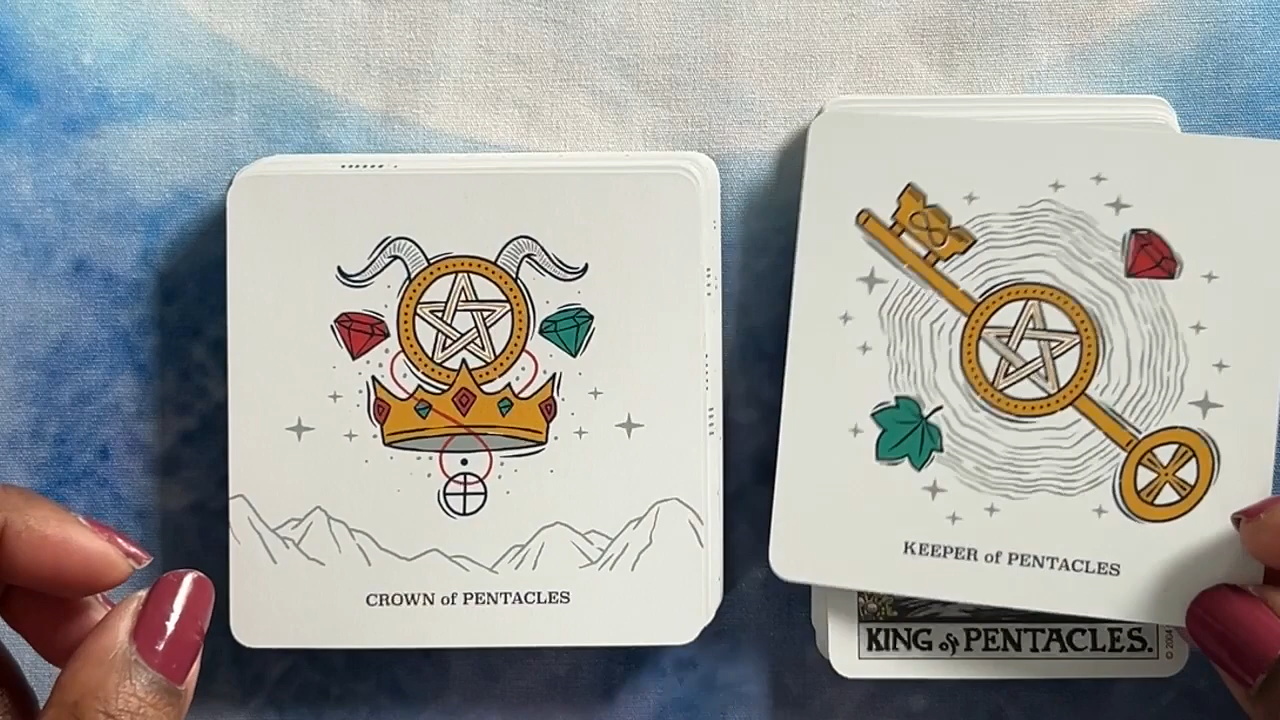 CROWN of PENTACLES
KEEPER of PENTACLES
KING of PENTACLES.